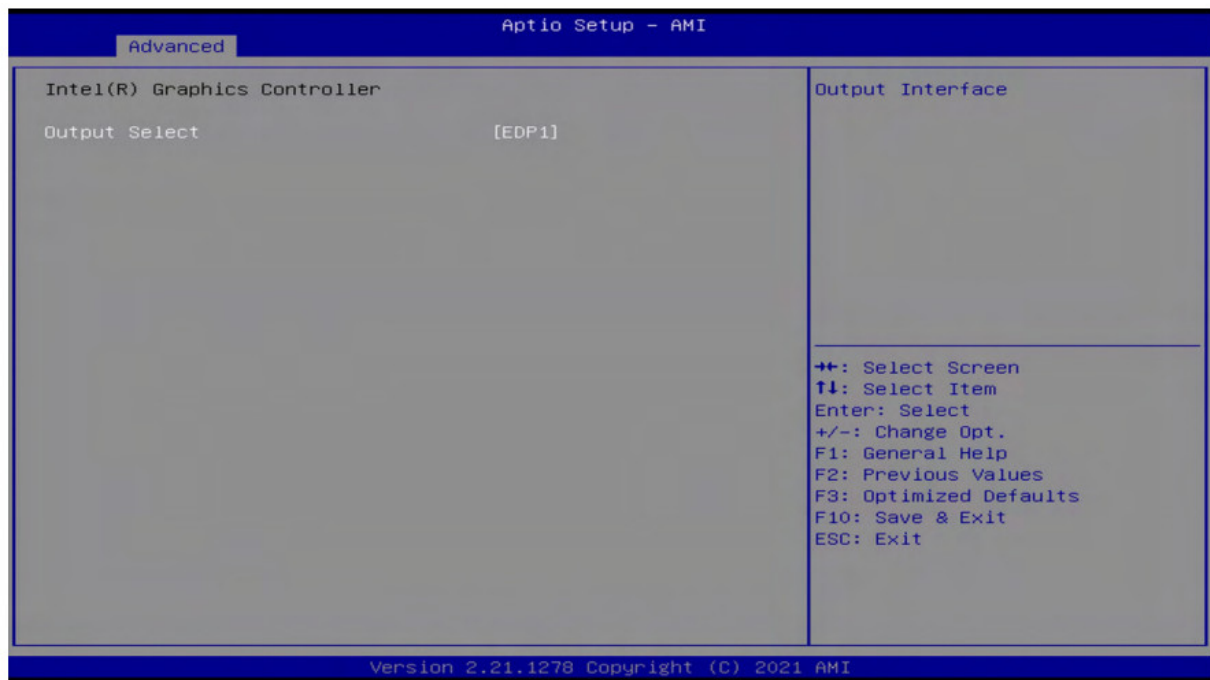 Aptio Setup – AMI
Advanced
Intel(R) Graphics Controller
Output Select [EDP1]
Output Interface
→←: Select Screen
↑↓: Select Item
Enter: Select
+/-: Change Opt.
F1: General Help
F2: Previous Values
F3: Optimized Defaults
F10: Save & Exit
ESC: Exit
Version 2.21.1278 Copyright (C) 2021 AMI